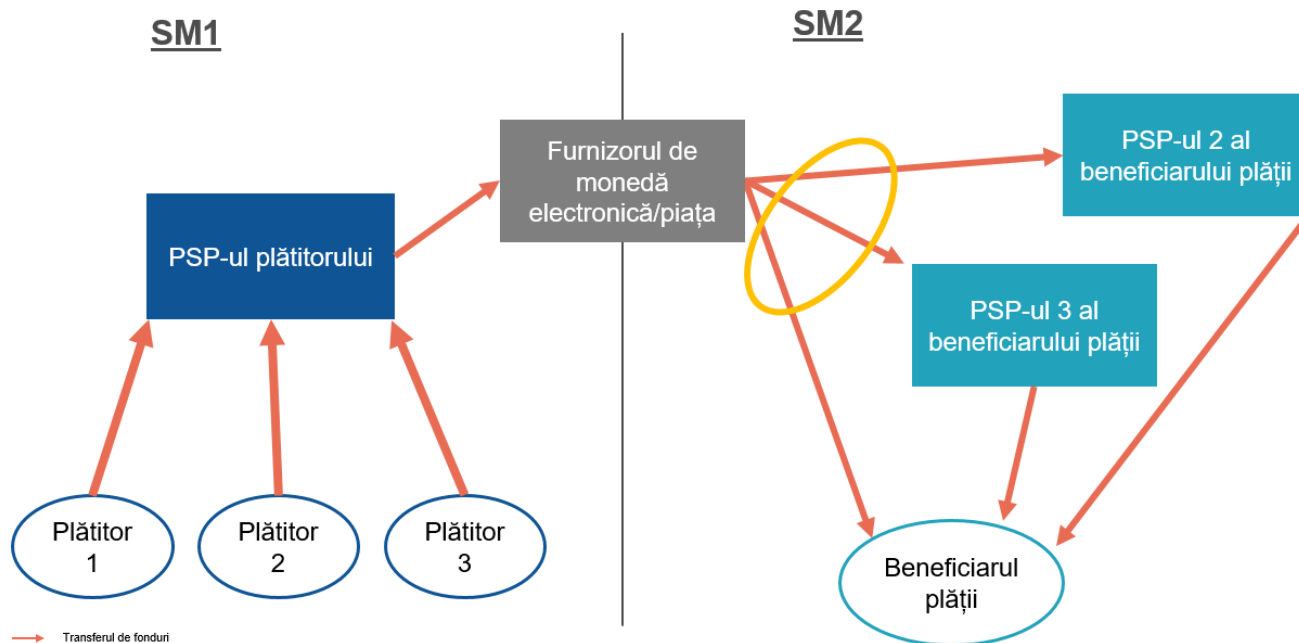 SM1
SM2
Furnizorul de
monedă
electronică/piața
PSP-ul 2 al
beneficiarului plății
PSP-ul plătitorului
PSP-ul 3 al
beneficiarului plății
Plătitor
1
Plătitor
2
Plătitor
3
Beneficiarul
plății
Transferul de fonduri